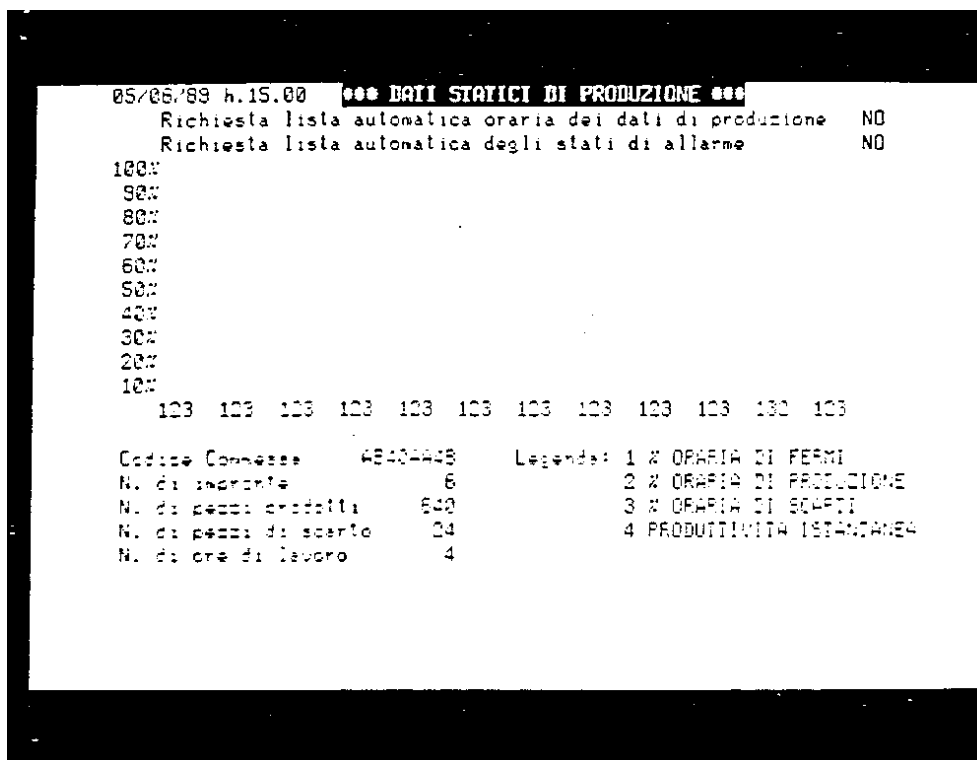 05/06/89 h.15.00 *** DATI STATICI DI PRODUZIONE ***
Richiesta lista automatica oraria dei dati di produzione NO
Richiesta lista automatica degli stati di allarme NO
100%
90%
80%
70%
60%
50%
40%
30%
20%
10%
123 123 123 123 123 123 123 123 123 123 132 123
Codice Commessa Legenda: 1 % ORARIA DI FERMI
N. di impronte 6 2 % ORARIA DI PRODUZIONE
N. di pezzi prodotti 640 3 % ORARIA DI SCARTI
N. di pezzi di scarto 24 4 PRODUTTIVITA ISTANTANEA
N. di ore di lavoro 4